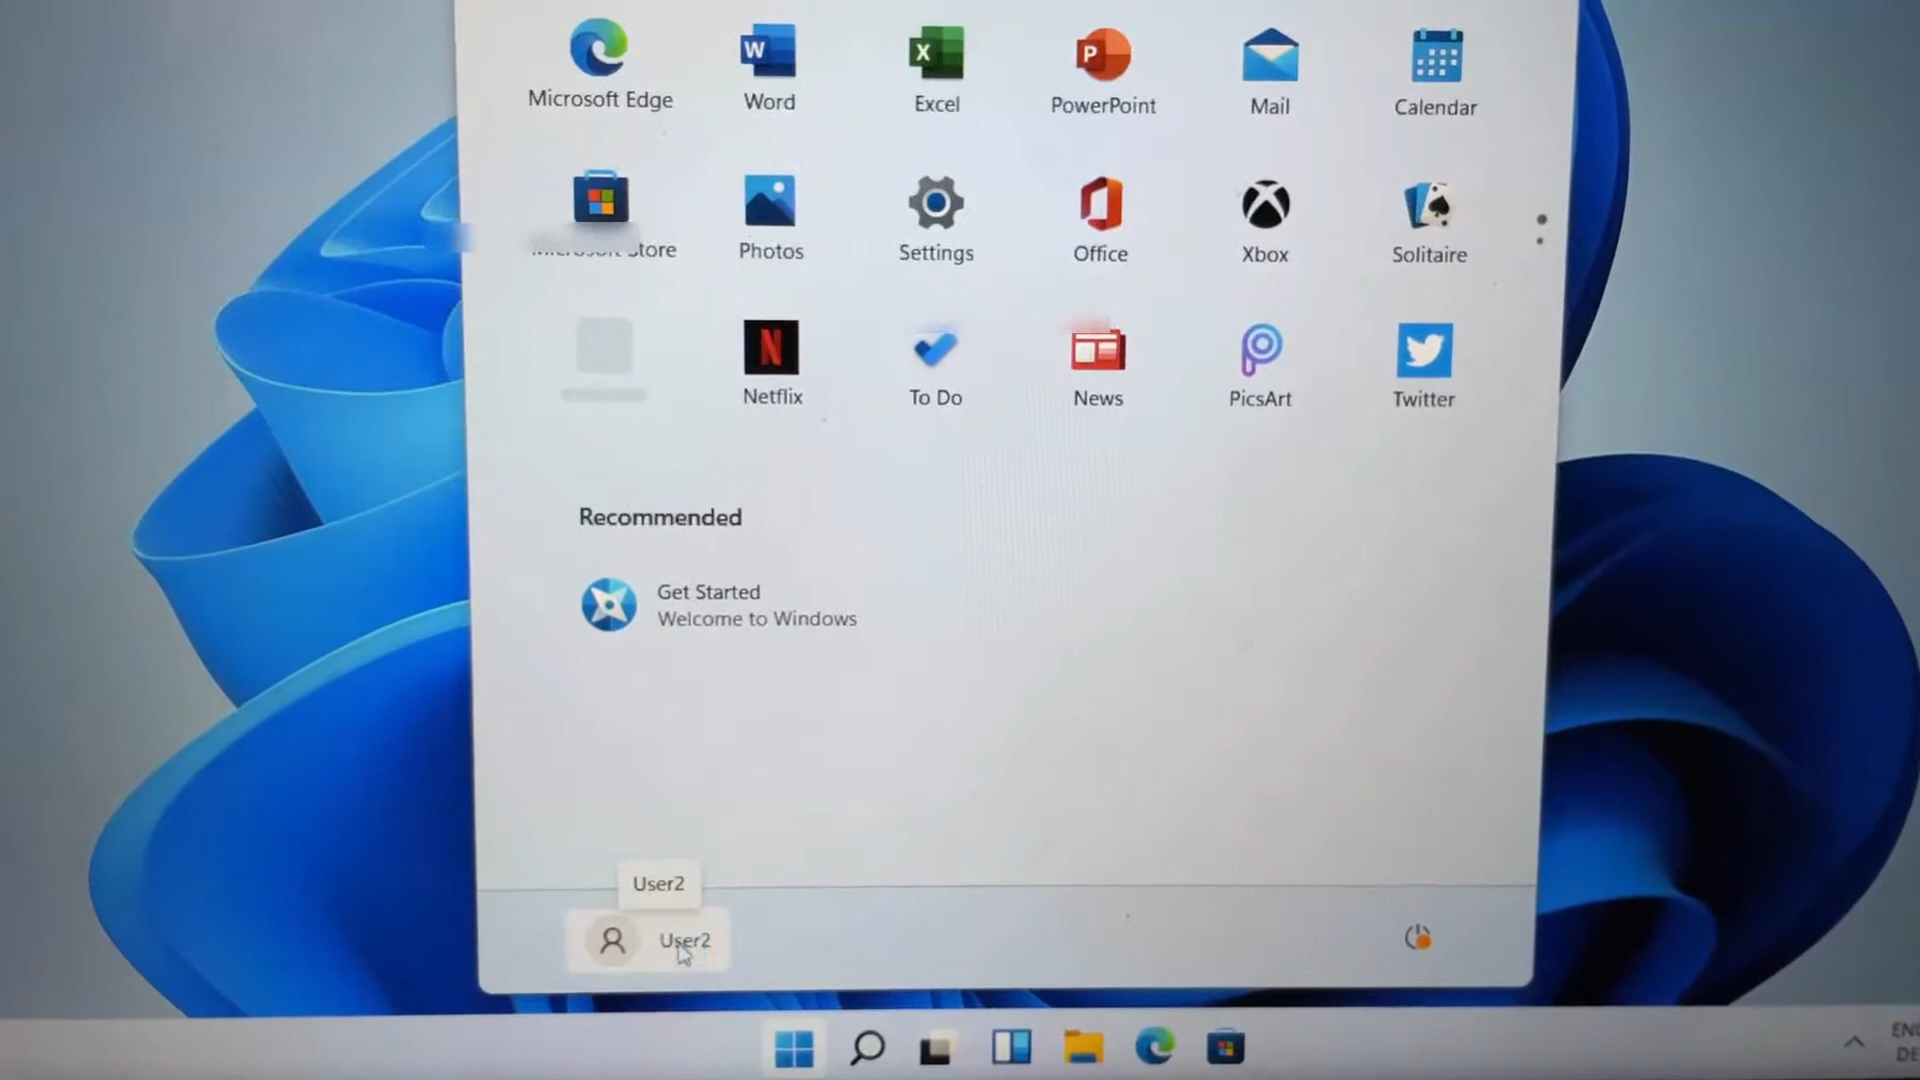 Microsoft Edge
Word
Excel
PowerPoint
Mail
Calendar
Microsoft Store
Photos
Settings
Office
Xbox
Solitaire
Netflix
To Do
News
PicsArt
Twitter
Recommended
Get Started
Welcome to Windows
User2
User2